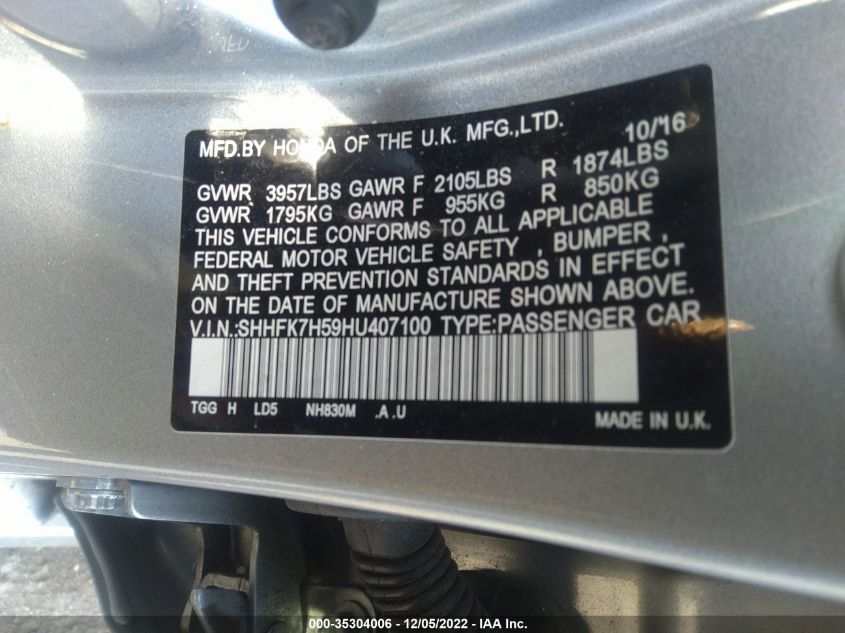 MFD.BY HONDA OF THE U.K. MFG.,LTD. 10/16
GVWR 3957LBS GAWR F 2105LBS R 1874LBS
GVWR 1795KG GAWR F 955KG R 850KG
THIS VEHICLE CONFORMS TO ALL APPLICABLE
FEDERAL MOTOR VEHICLE SAFETY , BUMPER ,
AND THEFT PREVENTION STANDARDS IN EFFECT
ON THE DATE OF MANUFACTURE SHOWN ABOVE.
V.I.N.:SHHFK7H59HU407100 TYPE:PASSENGER CAR
TGG H LD5 NH830M .A .U
MADE IN U.K.
000-35304006 - 12/05/2022 - IAA Inc.